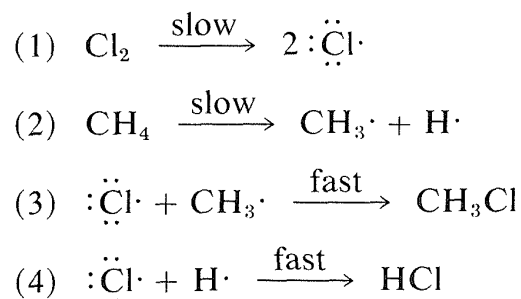 (1) Cl₂ slow⟶ 2 :C̤̈l·
(2) CH₄ slow⟶ CH₃· + H·
(3) :C̤̈l· + CH₃· fast⟶ CH₃Cl
(4) :C̤̈l· + H· fast⟶ HCl